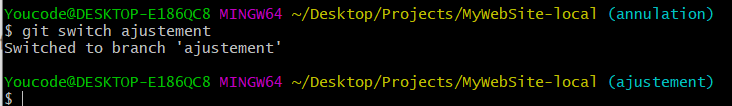 Youcode@DESKTOP-E186QC8 MINGW64 ~/Desktop/Projects/MyWebSite-local (annulation)
$ git switch ajustement
Switched to branch 'ajustement'
Youcode@DESKTOP-E186QC8 MINGW64 ~/Desktop/Projects/MyWebSite-local (ajustement)
$